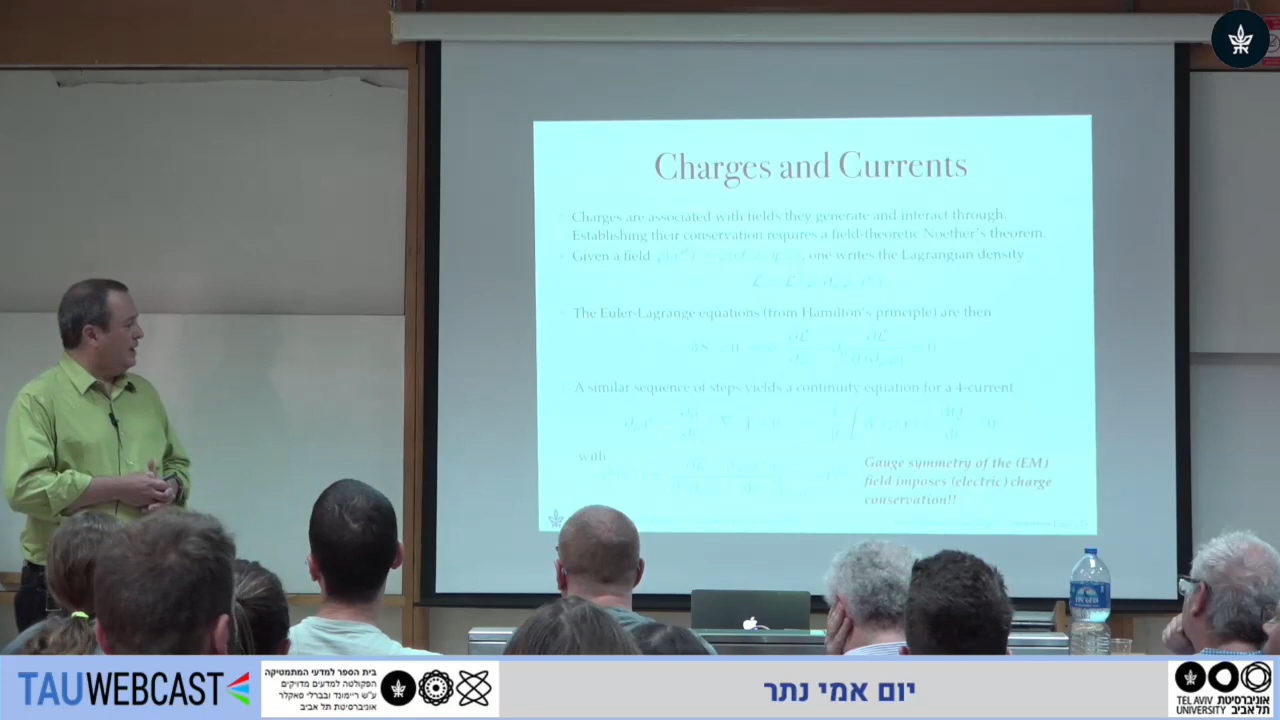 Charges and Currents
Charges are associated with fields they generate and interact through.
Establishing their conservation requires a field-theoretic Noether's theorem.
Given a field , one writes the Lagrangian density
The Euler-Lagrange equations (from Hamilton's principle) are then
A similar sequence of steps yields a continuity equation for a 4-current
with
Gauge symmetry of the (EM)
field imposes (electric) charge
conservation!!
TAUWEBCAST
בית הספר למדעי המתמטיקה
הפקולטה למדעים מדויקים
ע"ש ריימונד ובברלי סאקלר
אוניברסיטת תל אביב
יום אמי נתר
TEL AVIV אוניברסיטת
UNIVERSITY תל אביב